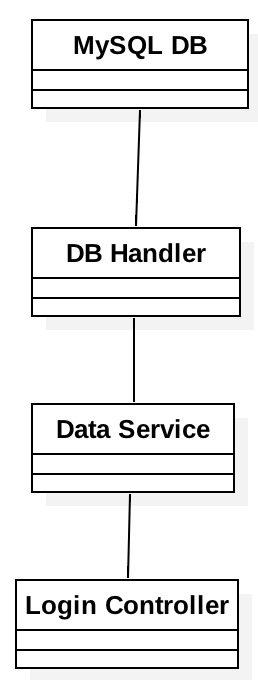 MySQL DB
DB Handler
Data Service
Login Controller